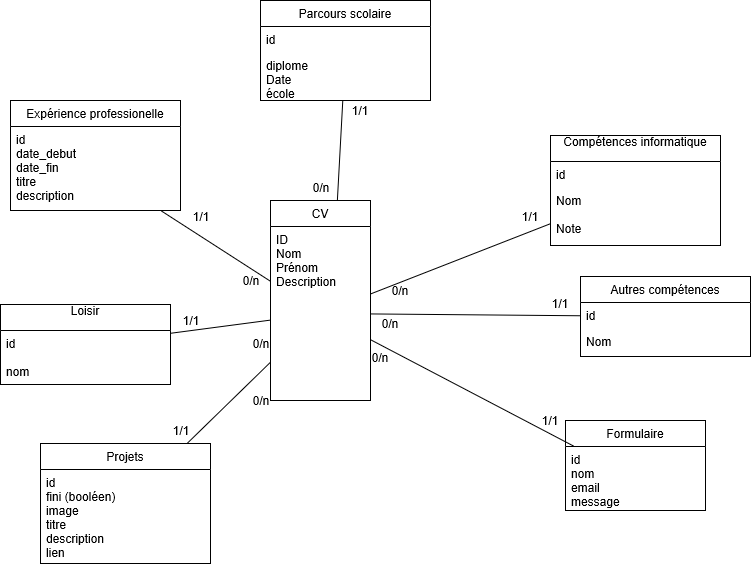 Parcours scolaire
id
diplome
Date
école
1/1
0/n
Expérience professionelle
id
date_debut
date_fin
titre
description
1/1
0/n
Compétences informatique
id
Nom
Note
1/1
0/n
CV
ID
Nom
Prénom
Description
Autres compétences
id
Nom
1/1
0/n
Loisir
id
nom
1/1
0/n
Projets
id
fini (booléen)
image
titre
description
lien
1/1
0/n
Formulaire
id
nom
email
message
1/1
0/n